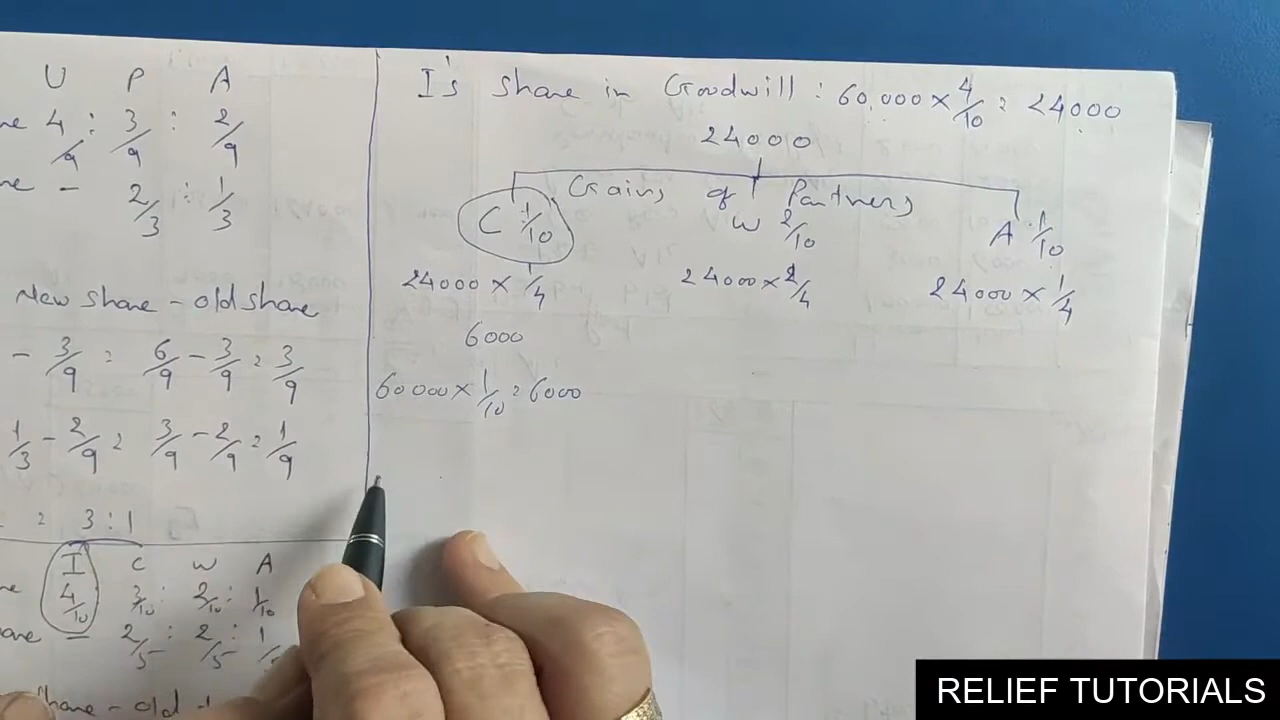 U P A
4/9 : 3/9 : 2/9
- 2/3 : 1/3
New share - old share
- 3/9 = 6/9 - 3/9 = 3/9
1/3 - 2/9 = 3/9 - 2/9 = 1/9
= 3:1
I C W A
4/10 3/10 : 2/10 : 1/10
- 2/5 : 2/5 : 1/5
share - old
I's share in Goodwill : 60,000 × 4/10 = 24000
24000
Gains of Partners
C 1/10 W 2/10 A 1/10
24000 × 1/4 24000 × 2/4 24000 × 1/4
6000
60000 × 1/10 = 6000
RELIEF TUTORIALS